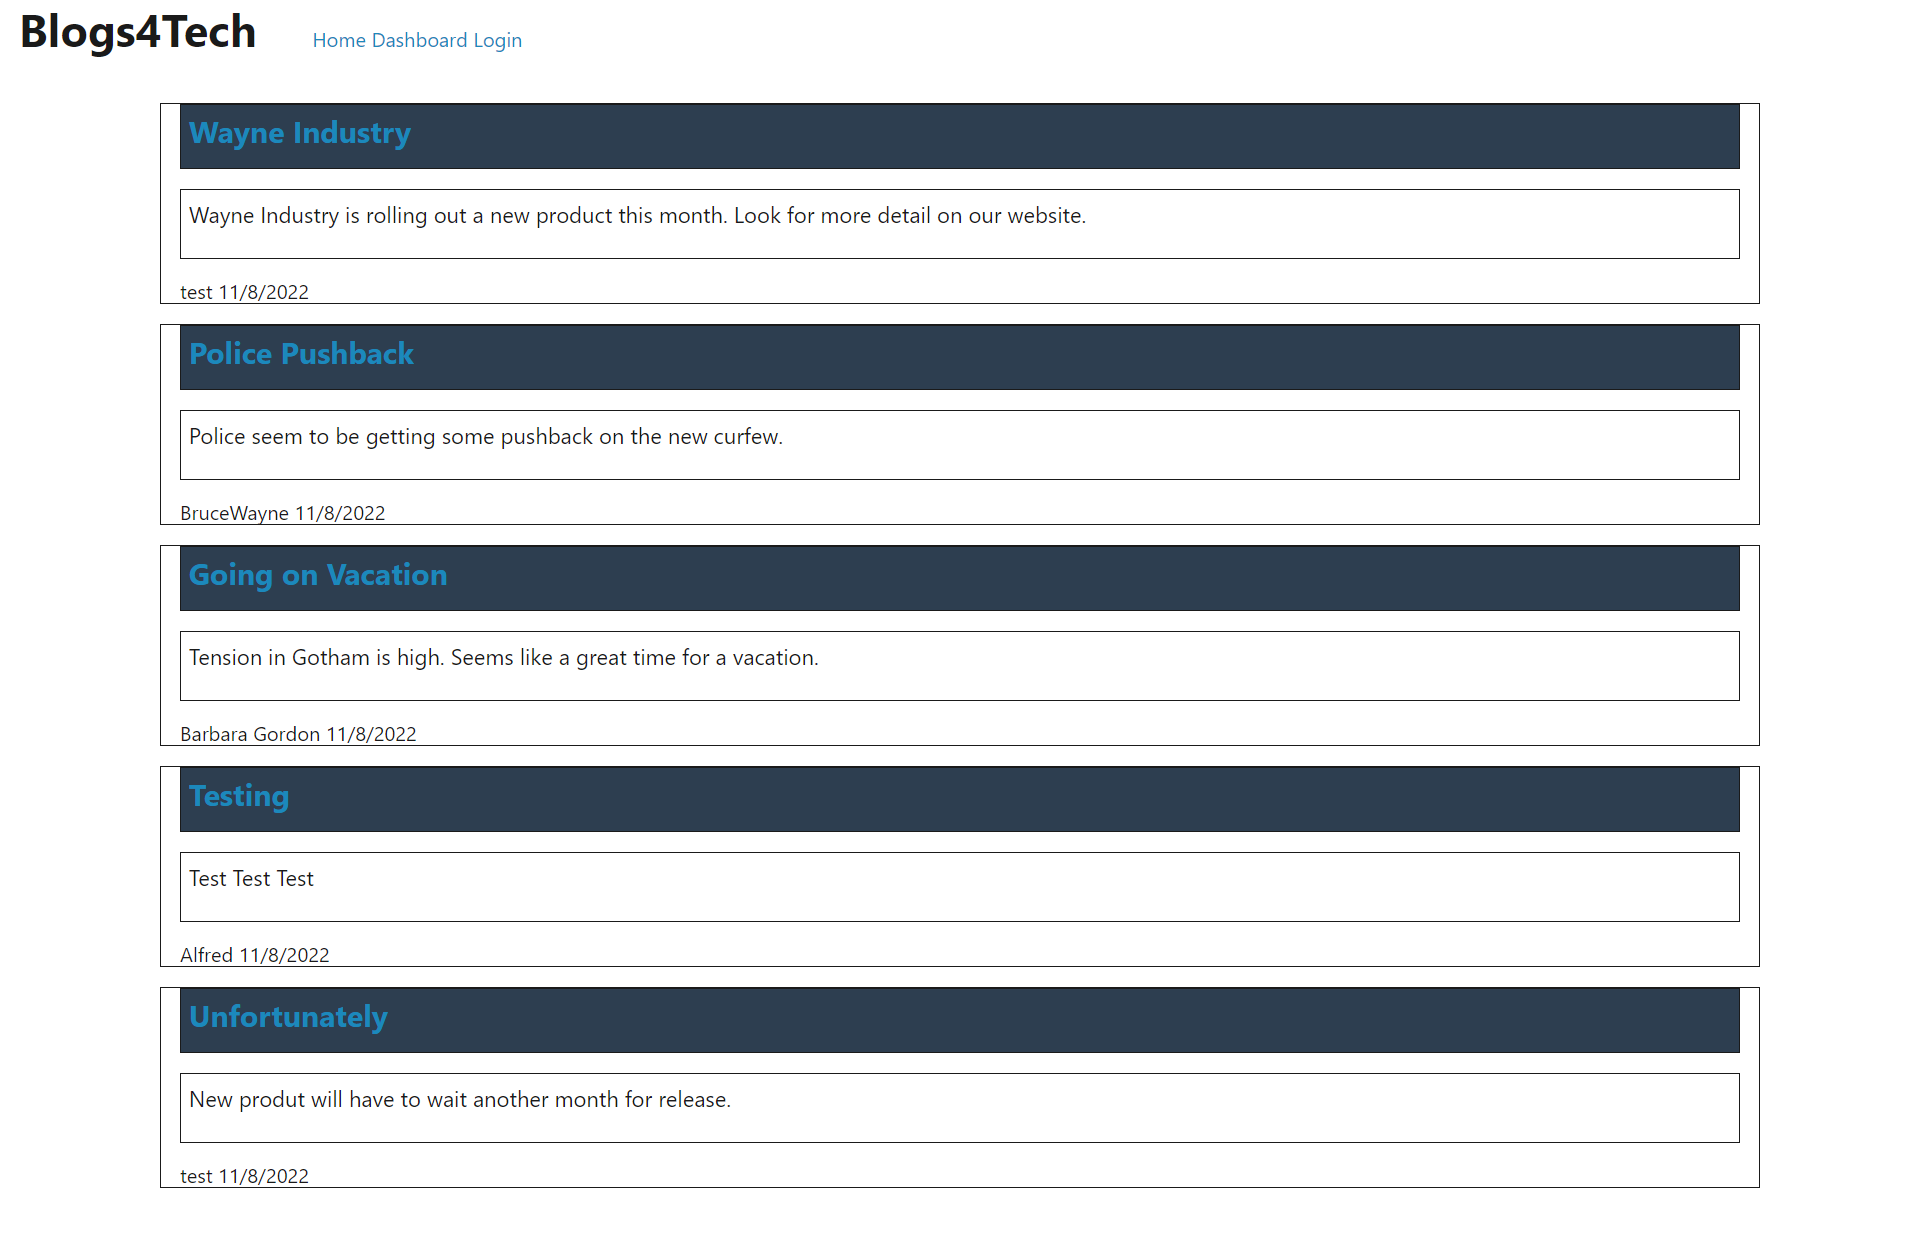 Blogs4Tech
Home Dashboard Login
Wayne Industry
Wayne Industry is rolling out a new product this month. Look for more detail on our website.
test 11/8/2022
Police Pushback
Police seem to be getting some pushback on the new curfew.
BruceWayne 11/8/2022
Going on Vacation
Tension in Gotham is high. Seems like a great time for a vacation.
Barbara Gordon 11/8/2022
Testing
Test Test Test
Alfred 11/8/2022
Unfortunately
New produt will have to wait another month for release.
test 11/8/2022